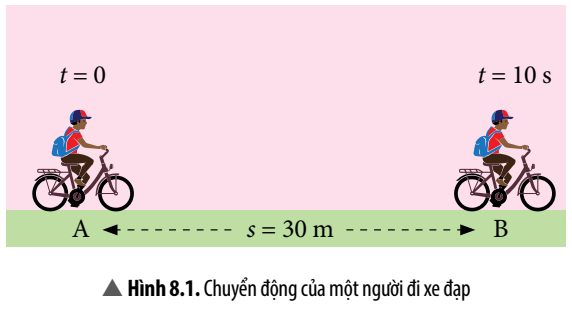 t = 0
t = 10 s
A s = 30 m B
▲ Hình 8.1. Chuyển động của một người đi xe đạp